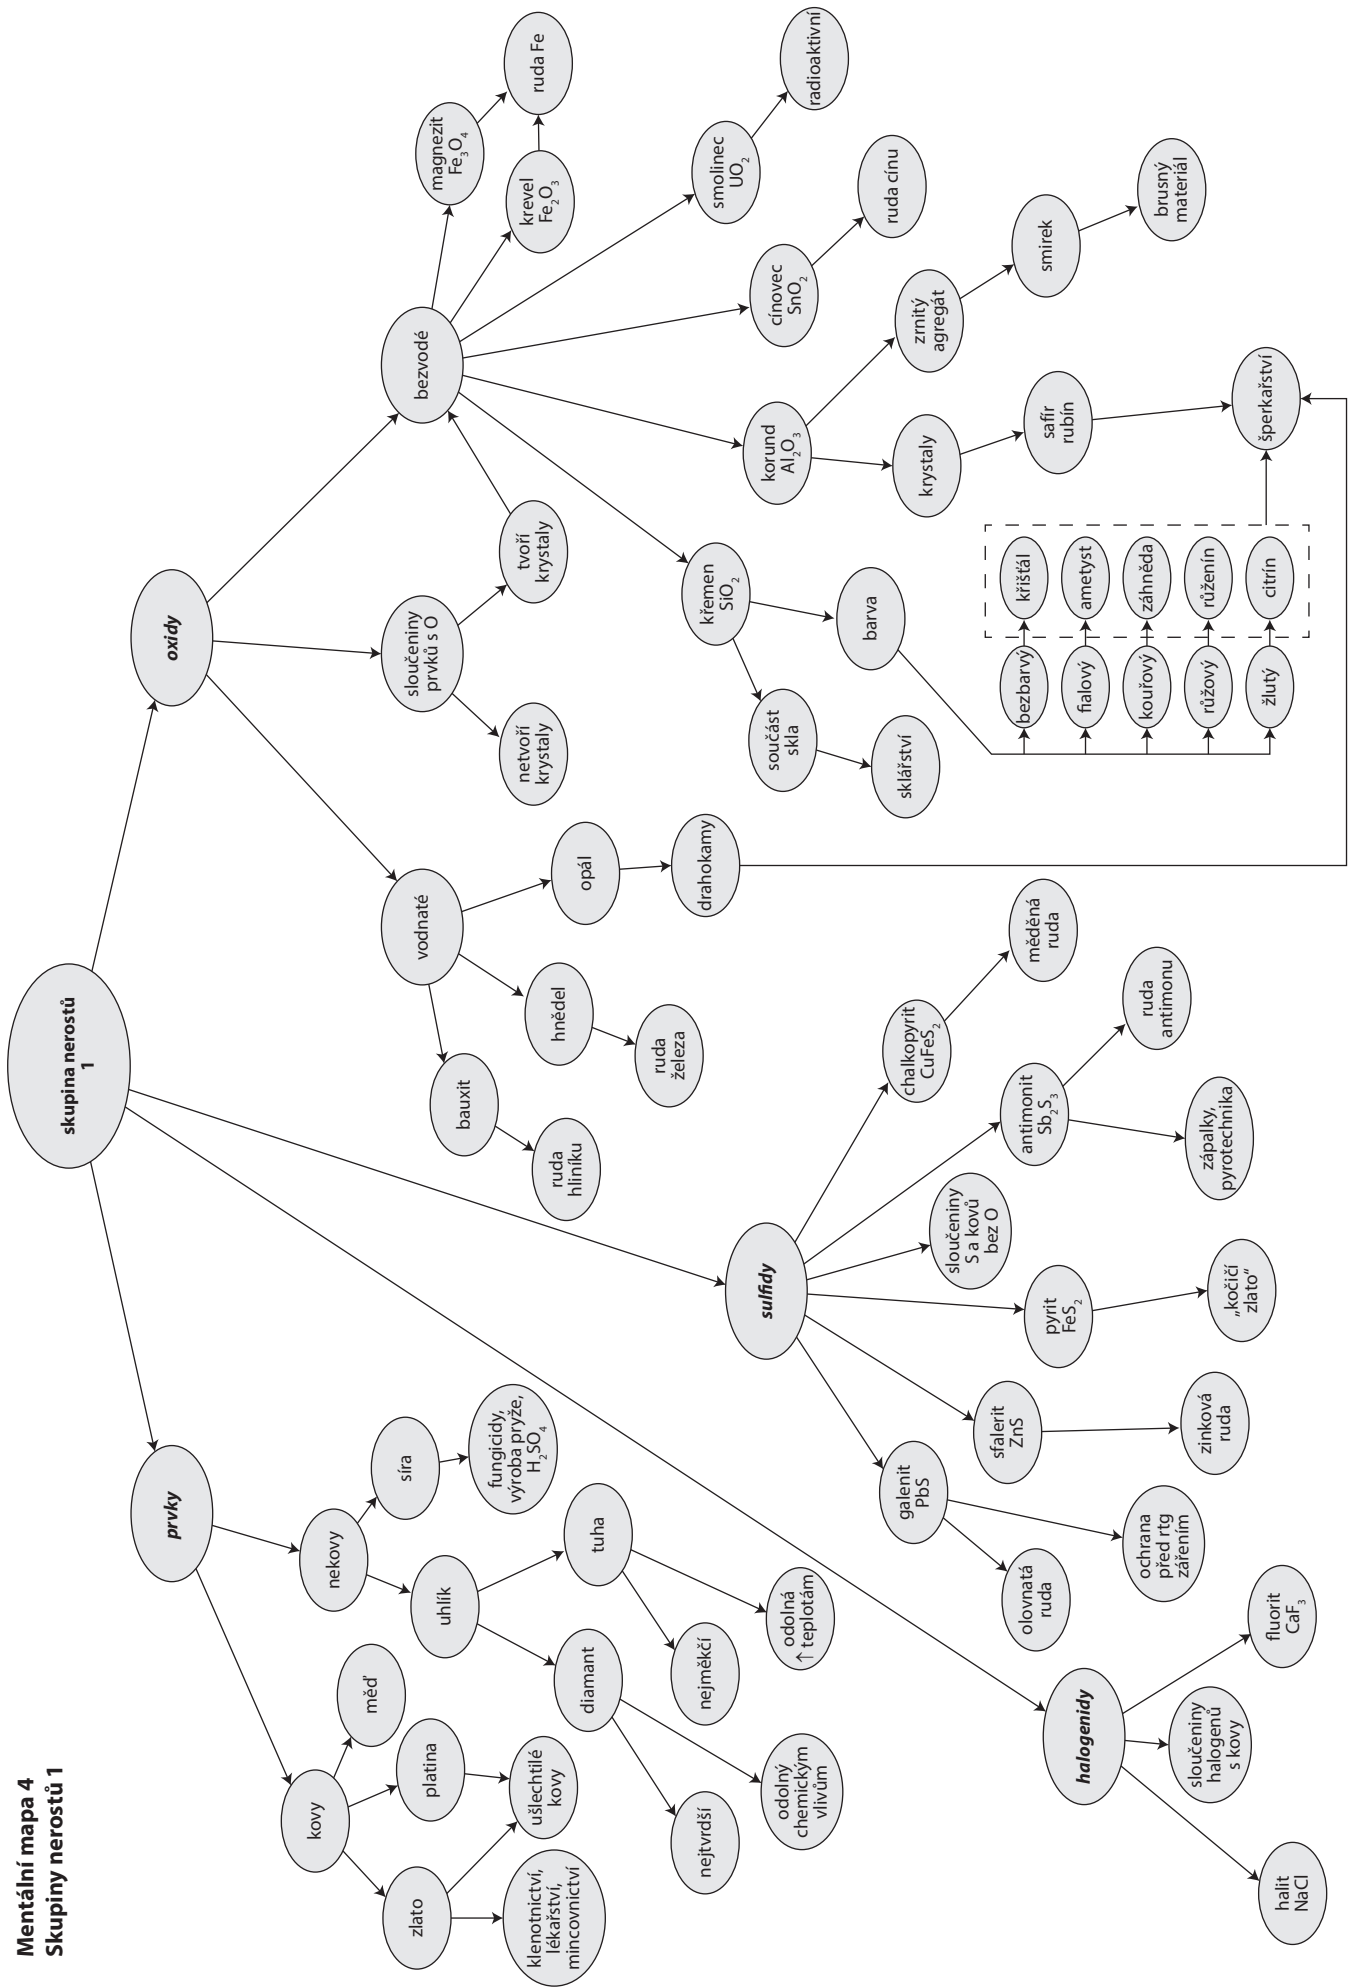 Mentální mapa 4
Skupiny nerostů 1
skupina nerostů
1
prvky
kovy
zlato
klenotnictví,
lékařství,
mincovnictví
platina
ušlechtilé
kovy
měď
nekovy
uhlík
diamant
nejtvrdší
odolný
chemickým
vlivům
tuha
nejměkčí
odolná
↑ teplotám
síra
fungicidy,
výroba pryže,
H₂SO₄
halogenidy
halit
NaCl
sloučeniny
halogenů
s kovy
fluorit
CaF₃
sulfidy
galenit
PbS
olovnatá
ruda
ochrana
před rtg
zářením
sfalerit
ZnS
zinková
ruda
pyrit
FeS₂
„kočičí
zlato“
sloučeniny
S a kovů
bez O
antimonit
Sb₂S₃
zápalky,
pyrotechnika
ruda
antimonu
chalkopyrit
CuFeS₂
měděná
ruda
oxidy
vodnaté
bauxit
ruda
hliníku
hnědel
ruda
železa
opál
drahokamy
sloučeniny
prvků s O
netvoří
krystaly
tvoří
krystaly
bezvodé
křemen
SiO₂
součást
skla
sklářství
barva
bezbarvý
křišťál
fialový
ametyst
kouřový
záhněda
růžový
růženín
žlutý
citrín
šperkařství
korund
Al₂O₃
krystaly
safír
rubín
zrnitý
agregát
smirek
brusný
materiál
cínovec
SnO₂
ruda cínu
smolinec
UO₂
radioaktivní
krevel
Fe₂O₃
magnezit
Fe₃O₄
ruda Fe